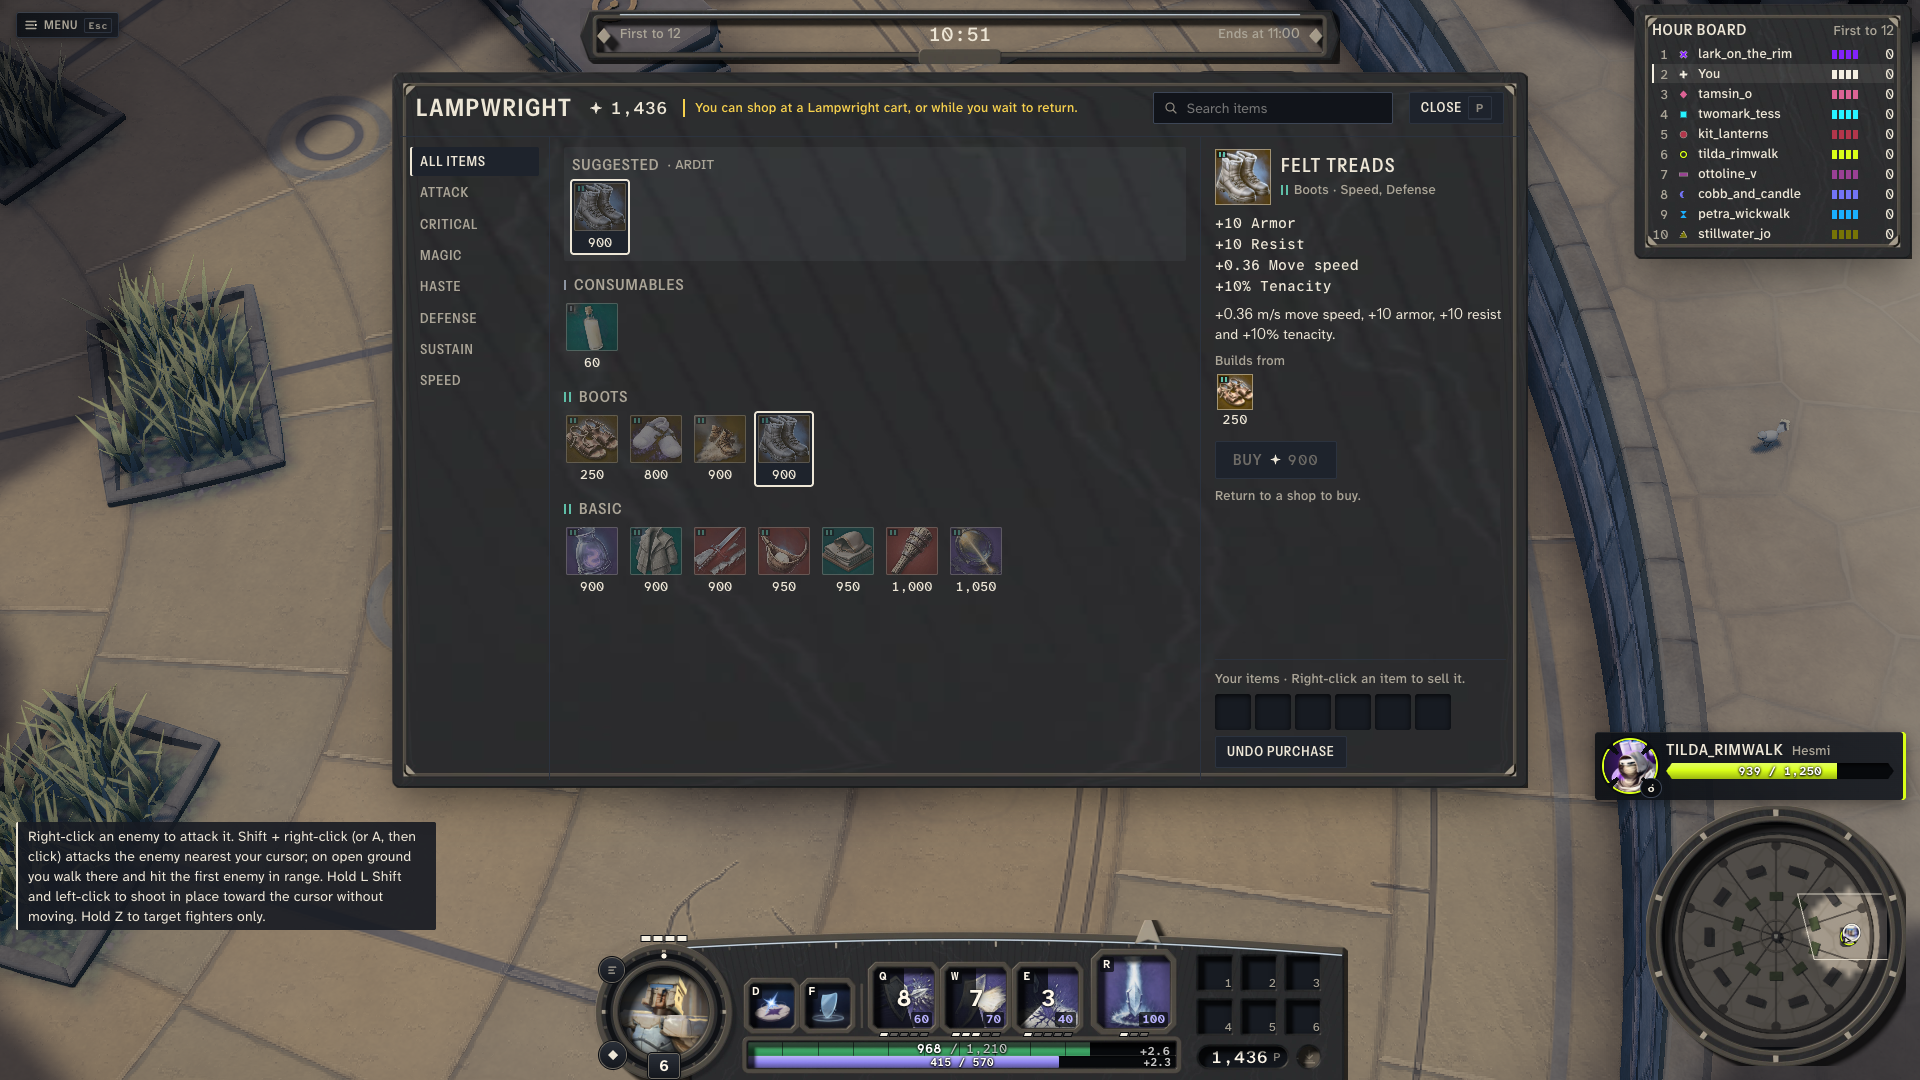 MENU Esc
First to 12
10:51
Ends at 11:00
HOUR BOARD First to 12
1 lark_on_the_rim 0
2 You 0
3 tamsin_o 0
4 twomark_tess 0
5 kit_lanterns 0
6 tilda_rimwalk 0
7 ottoline_v 0
8 cobb_and_candle 0
9 petra_wickwalk 0
10 stillwater_jo 0
LAMPWRIGHT 1,436 You can shop at a Lampwright cart, or while you wait to return.
Search items
CLOSE P
ALL ITEMS
ATTACK
CRITICAL
MAGIC
HASTE
DEFENSE
SUSTAIN
SPEED
SUGGESTED · ARDIT
900
I CONSUMABLES
60
II BOOTS
250 800 900 900
II BASIC
900 900 900 950 950 1,000 1,050
FELT TREADS
II Boots · Speed, Defense
+10 Armor
+10 Resist
+0.36 Move speed
+10% Tenacity
+0.36 m/s move speed, +10 armor, +10 resist
and +10% tenacity.
Builds from
250
BUY 900
Return to a shop to buy.
Your items · Right-click an item to sell it.
UNDO PURCHASE
TILDA_RIMWALK Hesmi
939 / 1,250
6
Right-click an enemy to attack it. Shift + right-click (or A, then
click) attacks the enemy nearest your cursor; on open ground
you walk there and hit the first enemy in range. Hold L Shift
and left-click to shoot in place toward the cursor without
moving. Hold Z to target fighters only.
6
D F
Q 8 60
W 7 70
E 3 40
R 100
968 / 1,210 +2.6
415 / 570 +2.3
1 2 3
4 5 6
1,436 P